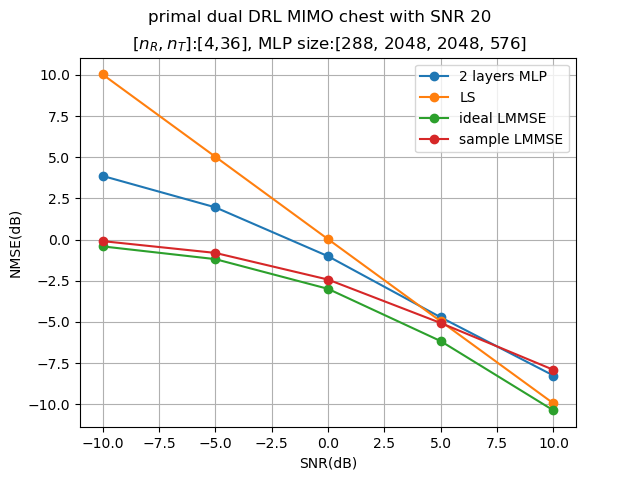 primal dual DRL MIMO chest with SNR 20
[n_R, n_T]:[4,36], MLP size:[288, 2048, 2048, 576]
2 layers MLP
LS
ideal LMMSE
sample LMMSE
NMSE(dB)
10.0
7.5
5.0
2.5
0.0
−2.5
−5.0
−7.5
−10.0
−10.0 −7.5 −5.0 −2.5 0.0 2.5 5.0 7.5 10.0
SNR(dB)